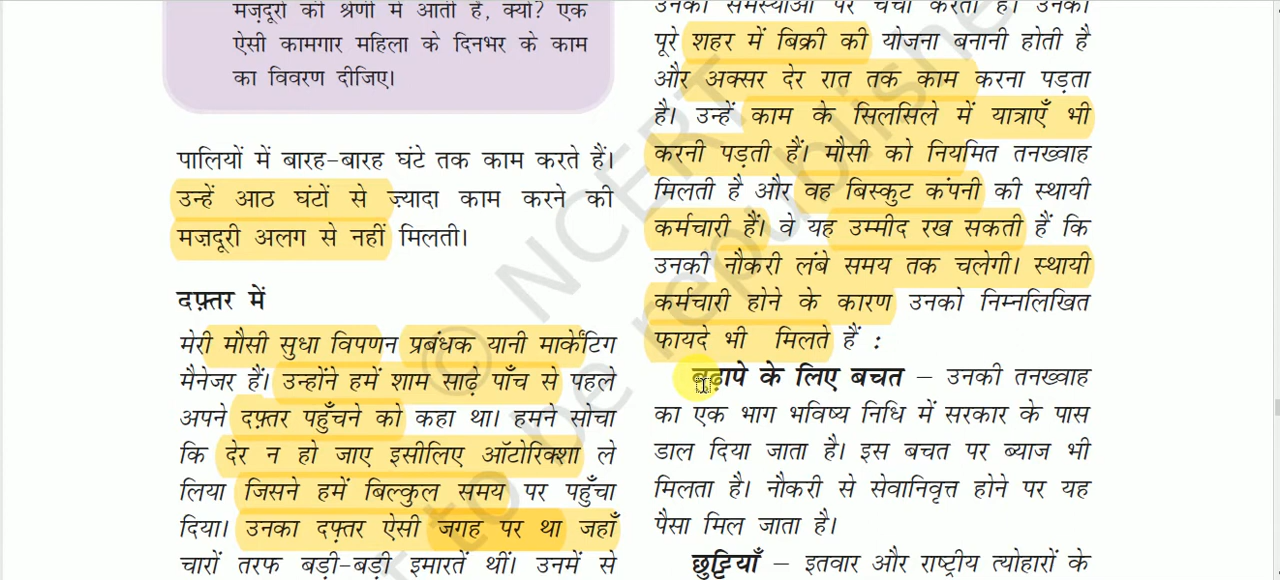 मज़दूरी की श्रेणी में आती हैं, क्यों? एक
ऐसी कामगार महिला के दिनभर के काम
का विवरण दीजिए।
पालियों में बारह-बारह घंटे तक काम करते हैं।
उन्हें आठ घंटों से ज़्यादा काम करने की
मज़दूरी अलग से नहीं मिलती।
दफ़्तर में
मेरी मौसी सुधा विपणन प्रबंधक यानी मार्केंटिग
मैनेजर हैं। उन्होंने हमें शाम साढ़े पाँच से पहले
अपने दफ़्तर पहुँचने को कहा था। हमने सोचा
कि देर न हो जाए इसीलिए ऑटोरिक्शा ले
लिया जिसने हमें बिल्कुल समय पर पहुँचा
दिया। उनका दफ़्तर ऐसी जगह पर था जहाँ
चारों तरफ बड़ी-बड़ी इमारतें थीं। उनमें से
उनकी समस्याओं पर चर्चा करती हैं। उनको
पूरे शहर में बिक्री की योजना बनानी होती है
और अक्सर देर रात तक काम करना पड़ता
है। उन्हें काम के सिलसिले में यात्राएँ भी
करनी पड़ती हैं। मौसी को नियमित तनख्वाह
मिलती है और वह बिस्कुट कंपनी की स्थायी
कर्मचारी हैं। वे यह उम्मीद रख सकती हैं कि
उनकी नौकरी लंबे समय तक चलेगी। स्थायी
कर्मचारी होने के कारण उनको निम्नलिखित
फायदे भी मिलते हैं :
बुढ़ापे के लिए बचत – उनकी तनख्वाह
का एक भाग भविष्य निधि में सरकार के पास
डाल दिया जाता है। इस बचत पर ब्याज भी
मिलता है। नौकरी से सेवानिवृत्त होने पर यह
पैसा मिल जाता है।
छुट्टियाँ – इतवार और राष्ट्रीय त्योहारों के
© NCERT
not to be republished